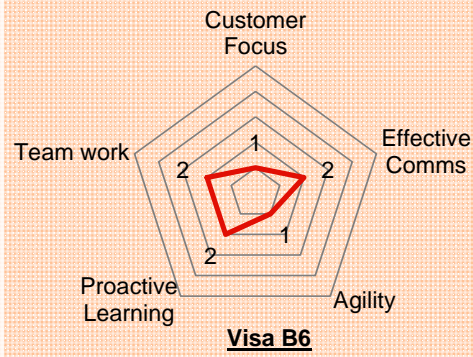 Customer
Focus
1
Effective
Comms
2
Team work
2
1
2
Proactive
Learning
Agility
Visa B6